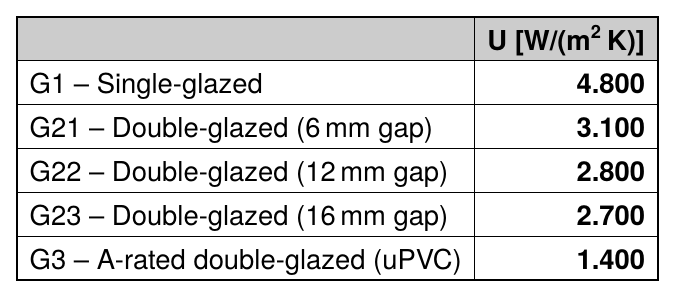 U [W/(m² K)]
G1 – Single-glazed 4.800
G21 – Double-glazed (6 mm gap) 3.100
G22 – Double-glazed (12 mm gap) 2.800
G23 – Double-glazed (16 mm gap) 2.700
G3 – A-rated double-glazed (uPVC) 1.400